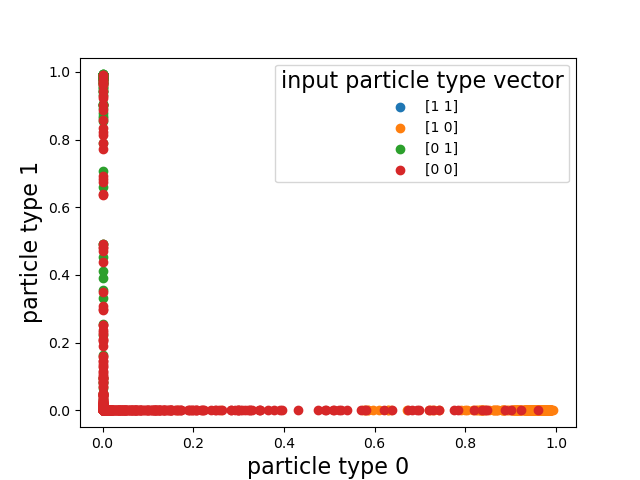 input particle type vector
[1 1]
[1 0]
[0 1]
[0 0]
1.0
0.8
0.6
0.4
0.2
0.0
particle type 1
0.0 0.2 0.4 0.6 0.8 1.0
particle type 0